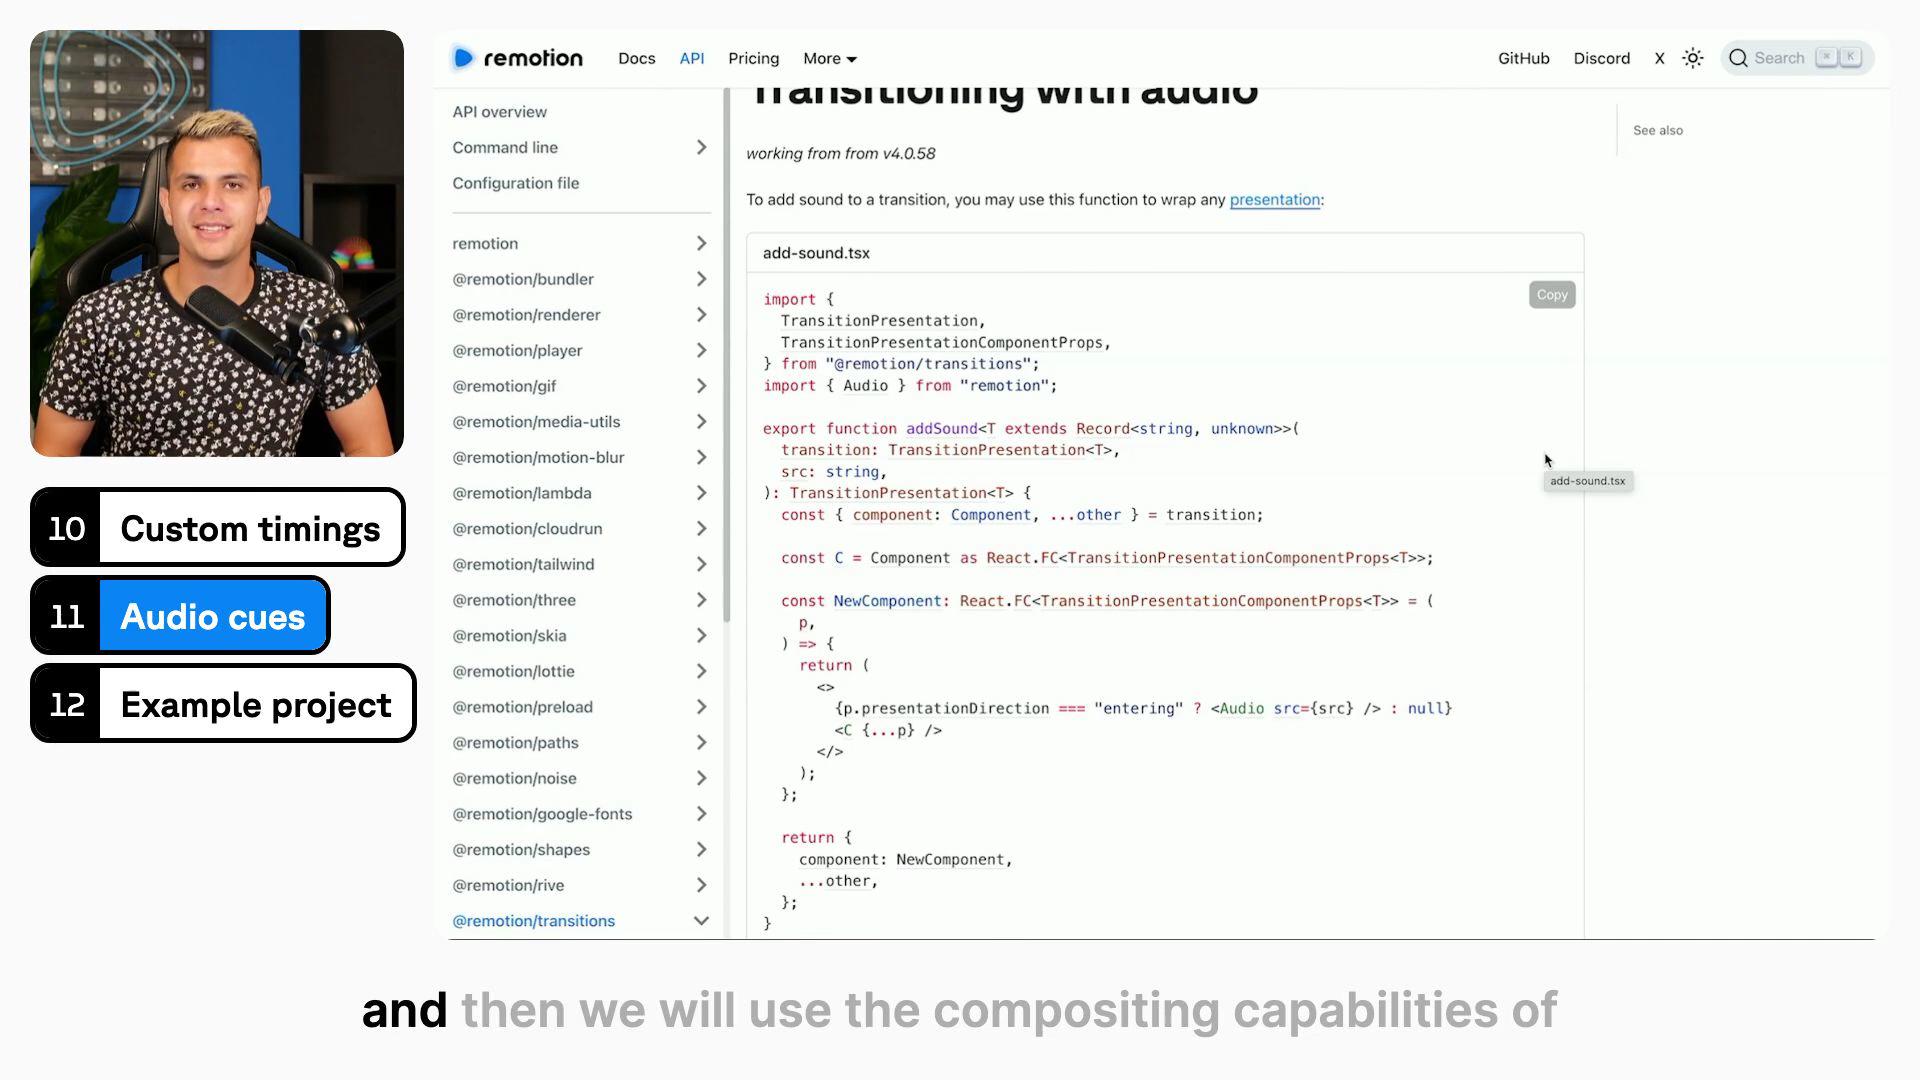 remotion
Docs
API
Pricing
More
GitHub
Discord
X
Search
K
API overview
Command line
Configuration file
remotion
@remotion/bundler
@remotion/renderer
@remotion/player
@remotion/gif
@remotion/media-utils
@remotion/motion-blur
@remotion/lambda
@remotion/cloudrun
@remotion/tailwind
@remotion/three
@remotion/skia
@remotion/lottie
@remotion/preload
@remotion/paths
@remotion/noise
@remotion/google-fonts
@remotion/shapes
@remotion/rive
@remotion/transitions
Transitioning with audio
working from from v4.0.58
To add sound to a transition, you may use this function to wrap any presentation:
add-sound.tsx
Copy
import {
  TransitionPresentation,
  TransitionPresentationComponentProps,
} from "@remotion/transitions";
import { Audio } from "remotion";
export function addSound<T extends Record<string, unknown>>(
  transition: TransitionPresentation<T>,
  src: string,
): TransitionPresentation<T> {
  const { component: Component, ...other } = transition;
  const C = Component as React.FC<TransitionPresentationComponentProps<T>>;
  const NewComponent: React.FC<TransitionPresentationComponentProps<T>> = (
    p,
  ) => {
    return (
      <>
        {p.presentationDirection === "entering" ? <Audio src={src} /> : null}
        <C {...p} />
      </>
    );
  };
  return {
    component: NewComponent,
    ...other,
  };
}
See also
add-sound.tsx
10 Custom timings
11 Audio cues
12 Example project
and then we will use the compositing capabilities of